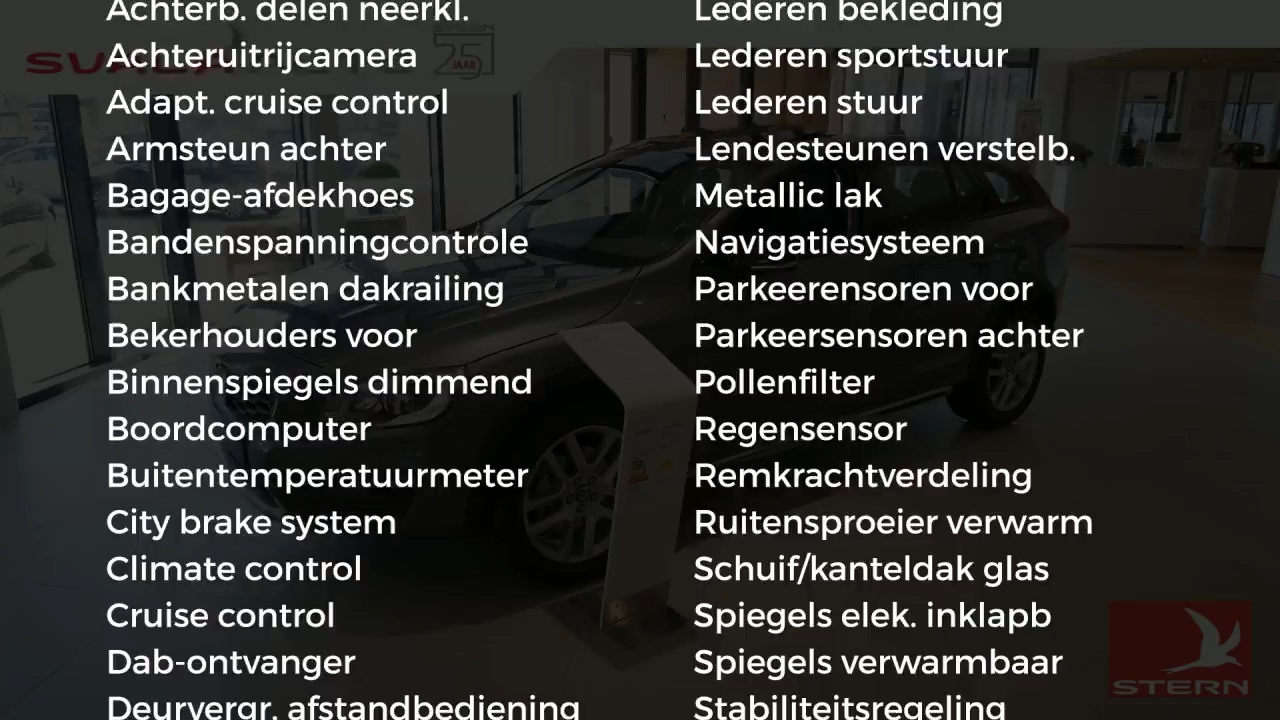 Achterb. delen neerkl.
Achteruitrijcamera
Adapt. cruise control
Armsteun achter
Bagage-afdekhoes
Bandenspanningcontrole
Bankmetalen dakrailing
Bekerhouders voor
Binnenspiegels dimmend
Boordcomputer
Buitentemperatuurmeter
City brake system
Climate control
Cruise control
Dab-ontvanger
Deurvergr. afstandbediening
Lederen bekleding
Lederen sportstuur
Lederen stuur
Lendesteunen verstelb.
Metallic lak
Navigatiesysteem
Parkeerensoren voor
Parkeersensoren achter
Pollenfilter
Regensensor
Remkrachtverdeling
Ruitensproeier verwarm
Schuif/kanteldak glas
Spiegels elek. inklapb
Spiegels verwarmbaar
Stabiliteitsregeling
25
JAAR
STERN